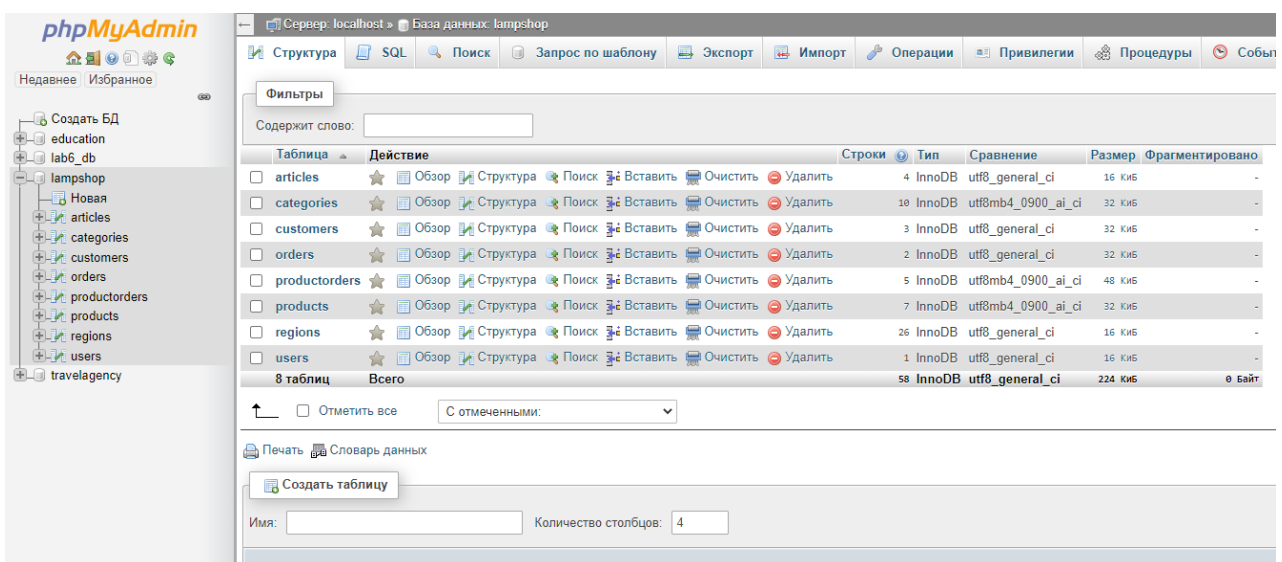 phpMyAdmin
Недавнее Избранное
Создать БД
education
lab6_db
lampshop
Новая
articles
categories
customers
orders
productorders
products
regions
users
travelagency
← Сервер: localhost » База данных: lampshop
Структура SQL Поиск Запрос по шаблону Экспорт Импорт Операции Привилегии Процедуры Событ
Фильтры
Содержит слово:
Таблица Действие Строки Тип Сравнение Размер Фрагментировано
articles Обзор Структура Поиск Вставить Очистить Удалить 4 InnoDB utf8_general_ci 16 КиБ -
categories Обзор Структура Поиск Вставить Очистить Удалить 10 InnoDB utf8mb4_0900_ai_ci 32 КиБ -
customers Обзор Структура Поиск Вставить Очистить Удалить 3 InnoDB utf8_general_ci 32 КиБ -
orders Обзор Структура Поиск Вставить Очистить Удалить 2 InnoDB utf8_general_ci 32 КиБ -
productorders Обзор Структура Поиск Вставить Очистить Удалить 5 InnoDB utf8mb4_0900_ai_ci 48 КиБ -
products Обзор Структура Поиск Вставить Очистить Удалить 7 InnoDB utf8mb4_0900_ai_ci 32 КиБ -
regions Обзор Структура Поиск Вставить Очистить Удалить 26 InnoDB utf8_general_ci 16 КиБ -
users Обзор Структура Поиск Вставить Очистить Удалить 1 InnoDB utf8_general_ci 16 КиБ -
8 таблиц Всего 58 InnoDB utf8_general_ci 224 КиБ 0 Байт
Отметить все С отмеченными:
Печать Словарь данных
Создать таблицу
Имя: Количество столбцов: 4